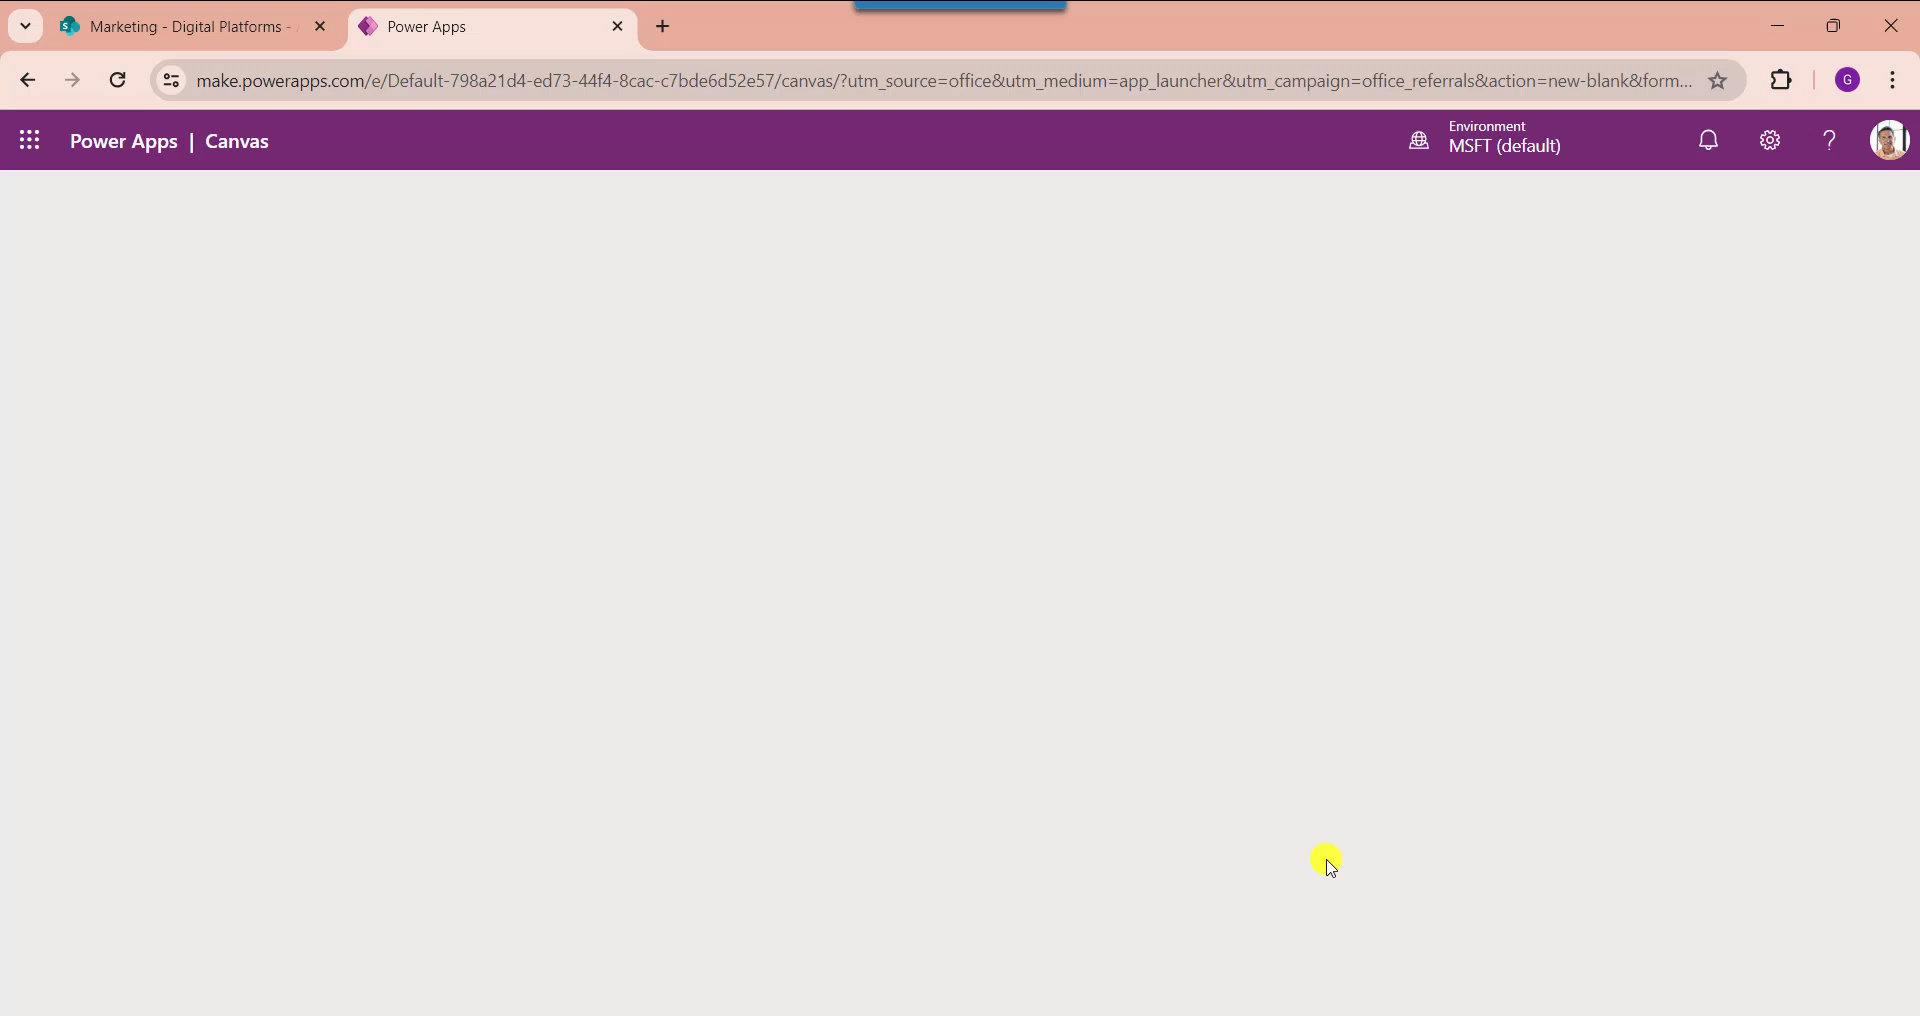 Marketing - Digital Platforms -
Power Apps
make.powerapps.com/e/Default-798a21d4-ed73-44f4-8cac-c7bde6d52e57/canvas/?utm_source=office&utm_medium=app_launcher&utm_campaign=office_referrals&action=new-blank&form...
G
Power Apps | Canvas
Environment
MSFT (default)